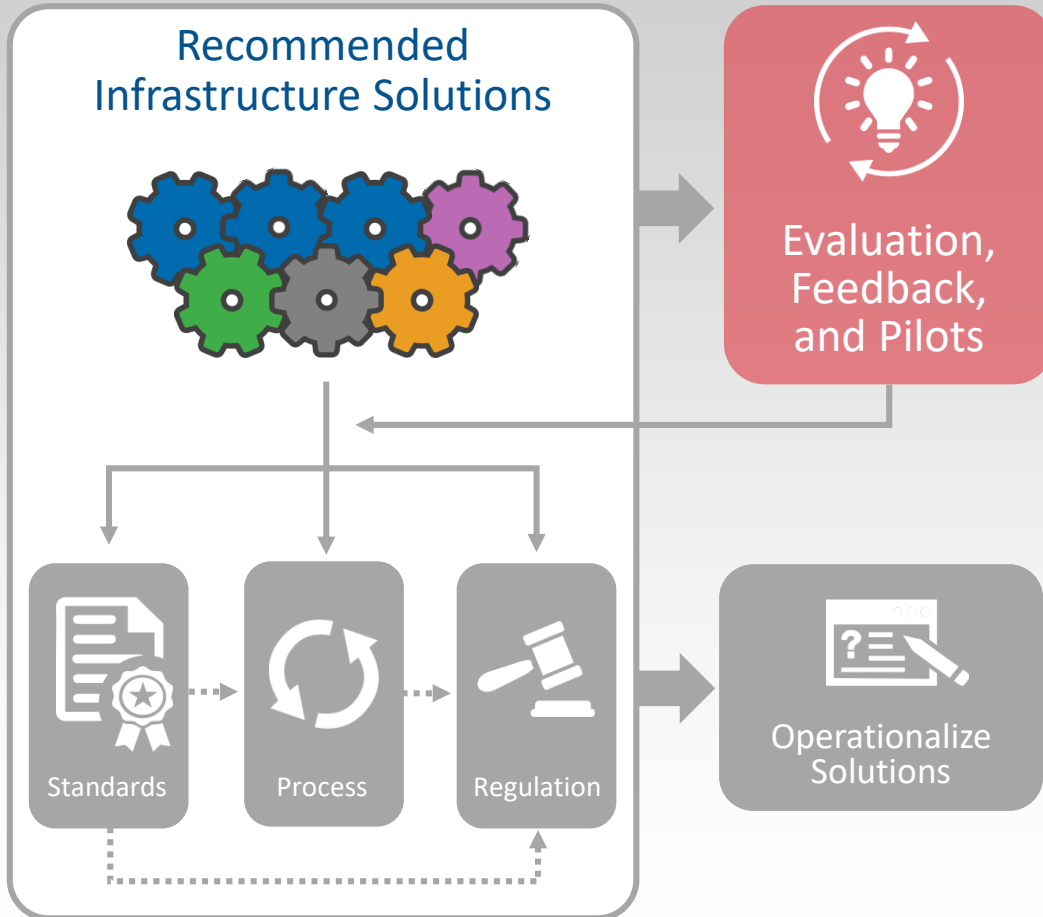 Recommended
Infrastructure Solutions
Evaluation,
Feedback,
and Pilots
Standards
Process
Regulation
?
Operationalize
Solutions